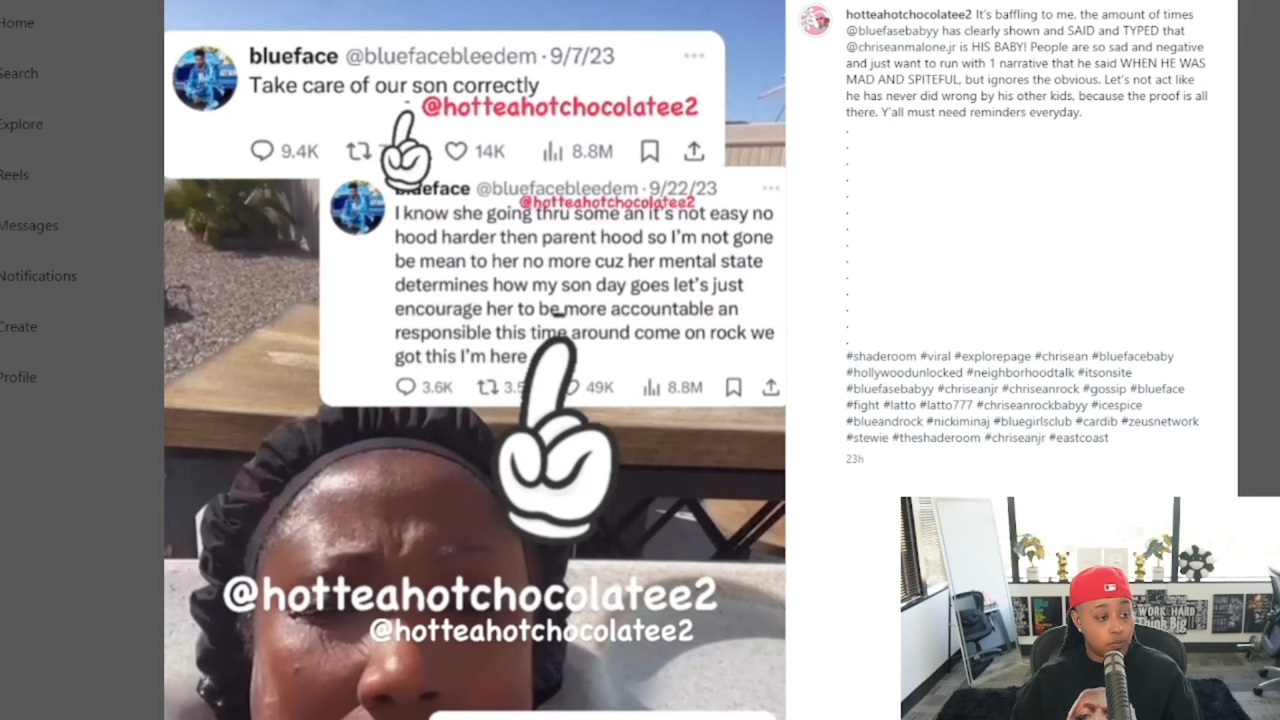 Home
Search
Explore
Reels
Messages
Notifications
Create
Profile
blueface @bluefacebleedem · 9/7/23
Take care of our son correctly
@hotteahotchocolatee2
9.4K
14K
8.8M
@bluefacebleedem · 9/22/23
@hotteahotchocolatee2
I know she going thru some an it's not easy no
hood harder then parent hood so I'm not gone
be mean to her no more cuz her mental state
determines how my son day goes let's just
encourage her to be more accountable an
responsible this time around come on rock we
got this I'm here
3.6K
49K
8.8M
@hotteahotchocolatee2
@hotteahotchocolatee2
hotteahotchocolatee2 It's baffling to me, the amount of times
@bluefasebabyy has clearly shown and SAID and TYPED that
@chriseanmalone.jr is HIS BABY! People are so sad and negative
and just want to run with 1 narrative that he said WHEN HE WAS
MAD AND SPITEFUL, but ignores the obvious. Let's not act like
he has never did wrong by his other kids, because the proof is all
there. Y'all must need reminders everyday.
.
.
.
.
.
.
.
.
.
.
.
.
.
.
#shaderoom #viral #explorepage #chrisean #bluefacebaby
#hollywoodunlocked #neighborhoodtalk #itsonsite
#bluefasebabyy #chriseanjr #chriseanrock #gossip #blueface
#fight #latto #latto777 #chriseanrockbabyy #icespice
#blueandrock #nickiminaj #bluegirlsclub #cardib #zeusnetwork
#stewie #theshaderoom #chriseanjr #eastcoast
23h
WORK HARD
Think Big